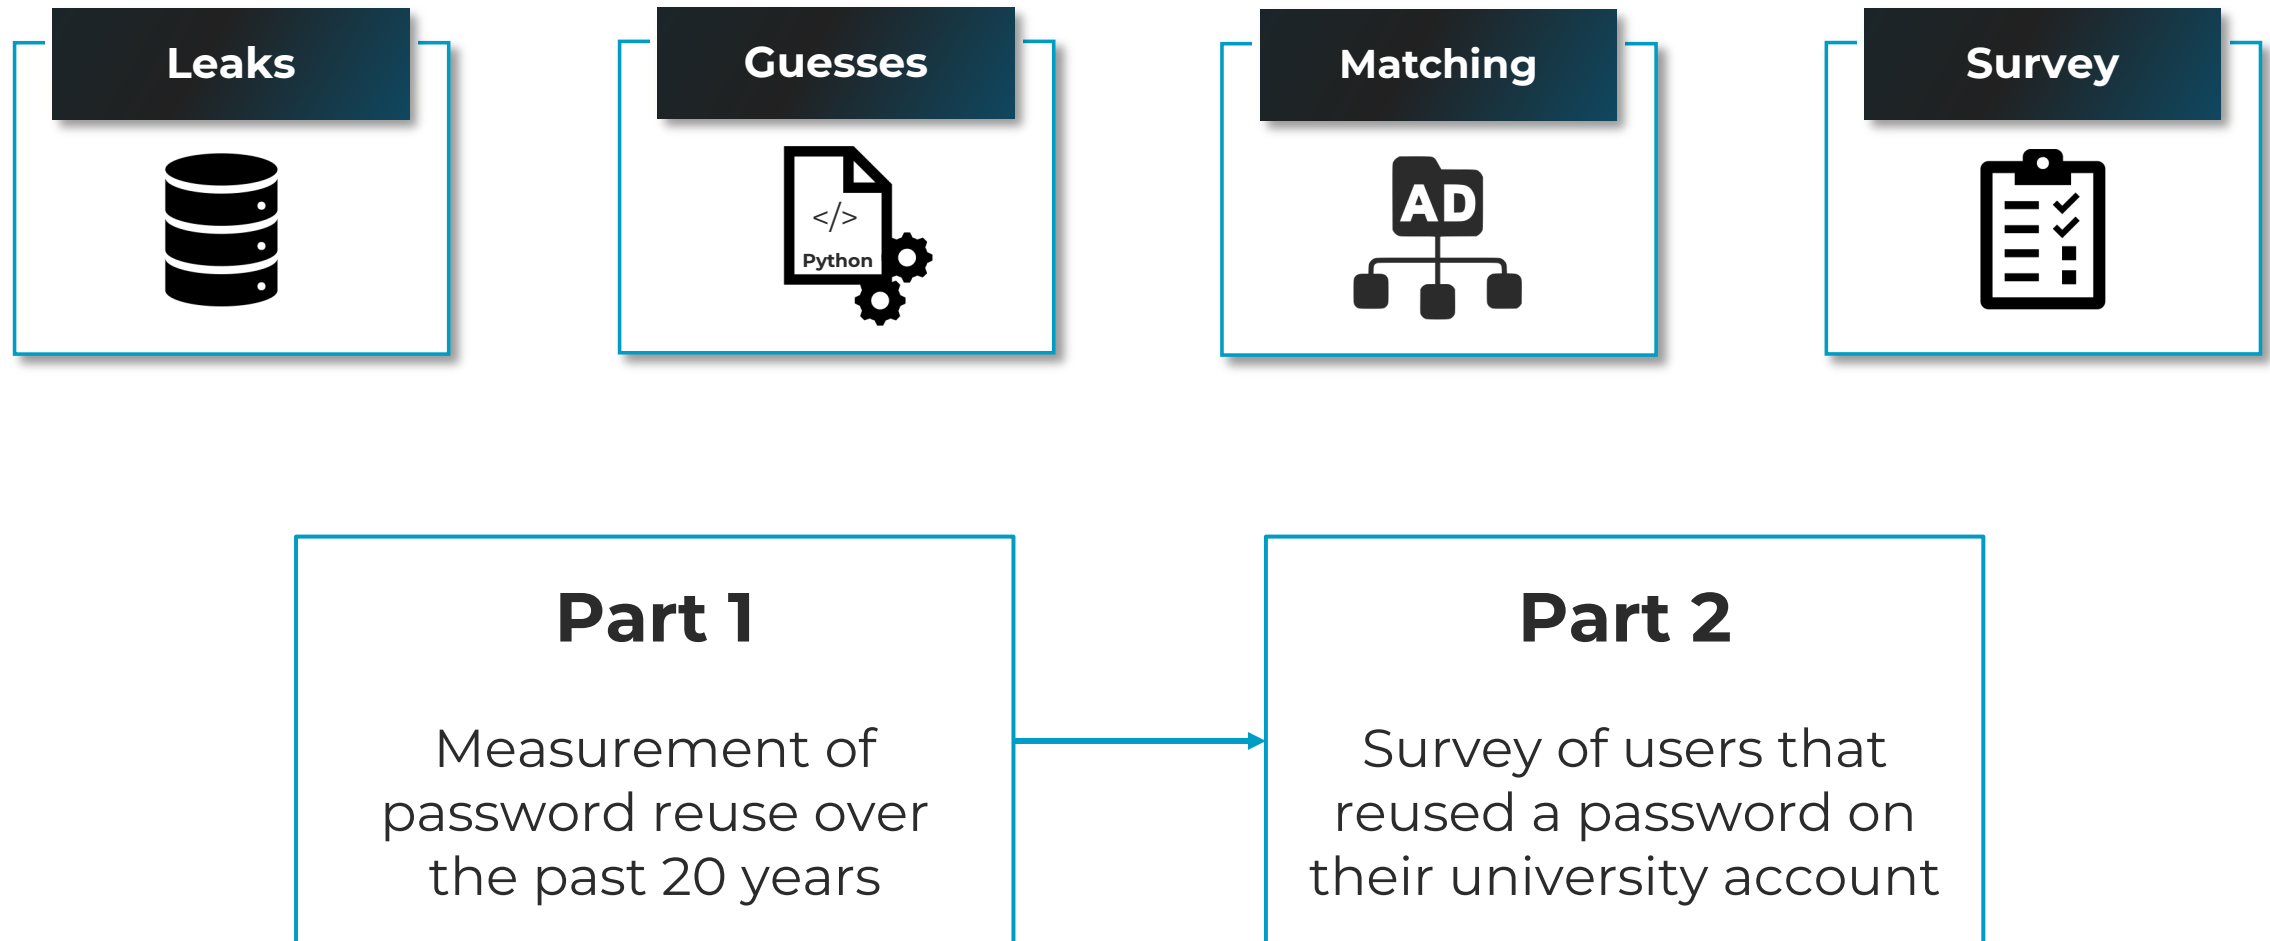 Leaks
Guesses
Matching
Survey
</>
Python
AD
Part 1
Measurement of
password reuse over
the past 20 years
Part 2
Survey of users that
reused a password on
their university account